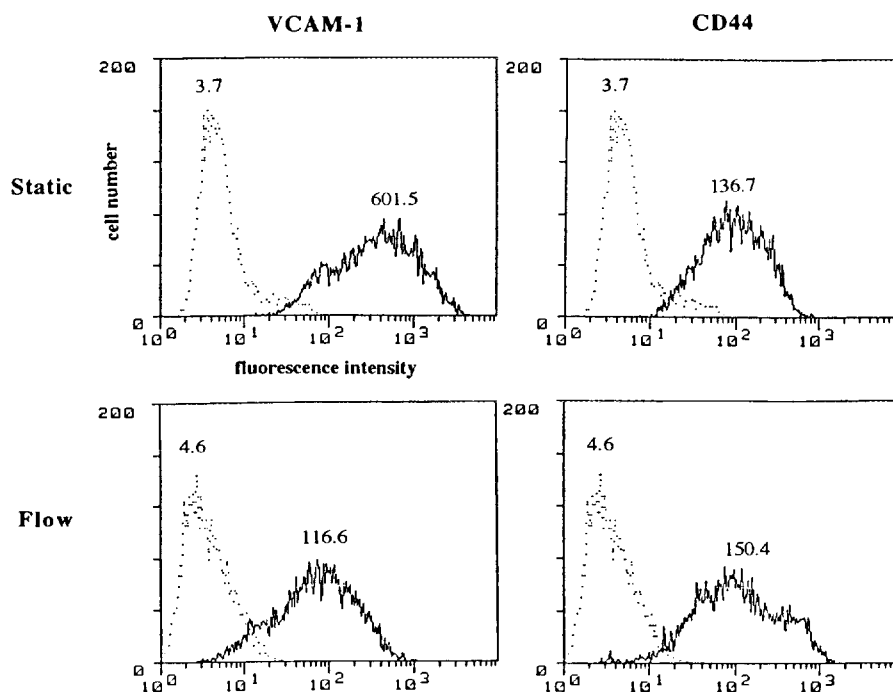 VCAM-1 CD44
200 200
3.7 3.7
Static cell number 601.5 136.7
0 0
10^0 10^1 10^2 10^3 10^0 10^1 10^2 10^3
fluorescence intensity
200 200
4.6 4.6
Flow 116.6 150.4
0 0
10^0 10^1 10^2 10^3 10^0 10^1 10^2 10^3